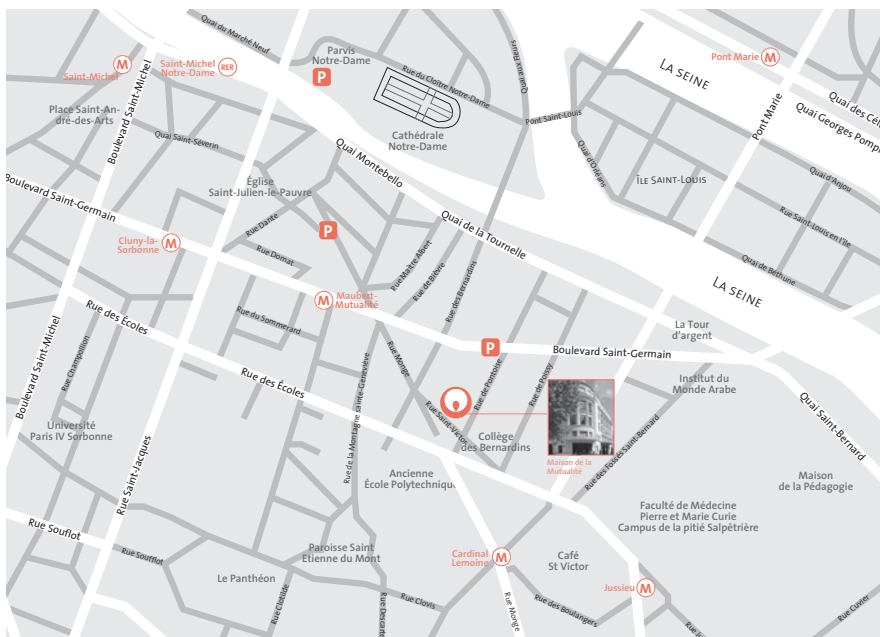 Quai du Marché Neuf
Parvis
Notre-Dame
P
Rue du Cloître Notre-Dame
Quai aux Fleurs
Pont Marie
M
LA SEINE
Saint-Michel
M
Saint-Michel
Notre-Dame
RER
Boulevard Saint-Michel
Place Saint-An-
dré-des-Arts
Quai Saint-Séverin
Cathédrale
Notre-Dame
Pont Saint-Louis
Pont Marie
Quai des Cél
Quai Georges Pomp
Quai Montebello
Quai d'Orléans
ÎLE SAINT-LOUIS
Quai d'Anjou
Rue Saint-Louis en l'île
Quai de Béthune
LA SEINE
Boulevard Saint-Germain
Église
Saint-Julien-le-Pauvre
Rue Dante
P
Quai de la Tournelle
Cluny-la-
Sorbonne
M
Rue Domat
Rue Maître Albert
Rue de Bièvre
Rue des Bernardins
M
Maubert-
Mutualité
Rue des Écoles
Rue du Sommerard
La Tour
d'argent
P
Boulevard Saint-Germain
Boulevard Saint-Michel
Rue Champollion
Rue des Écoles
Rue de la Montagne sainte-Geneviève
Rue Monge
Rue de Pontoise
Rue de Poissy
Institut du
Monde Arabe
Quai Saint-Bernard
Rue Saint-Victor
Université
Paris IV Sorbonne
Collège
des Bernardins
Maison de la
Mutualité
Rue des Fossés Saint-Bernard
Rue Saint-Jacques
Ancienne
École Polytechnique
Maison
de la Pédagogie
Faculté de Médecine
Pierre et Marie Curie
Campus de la pitié Salpêtrière
Rue Souflot
Rue Soufflot
Paroisse Saint
Etienne du Mont
Cardinal
Lemoine
M
Café
St Victor
Le Panthéon
Jussieu
M
Rue Clotilde
Rue Descarte
Rue Clovis
Rue Monge
Rue des Boulangers
Rue Cuvier